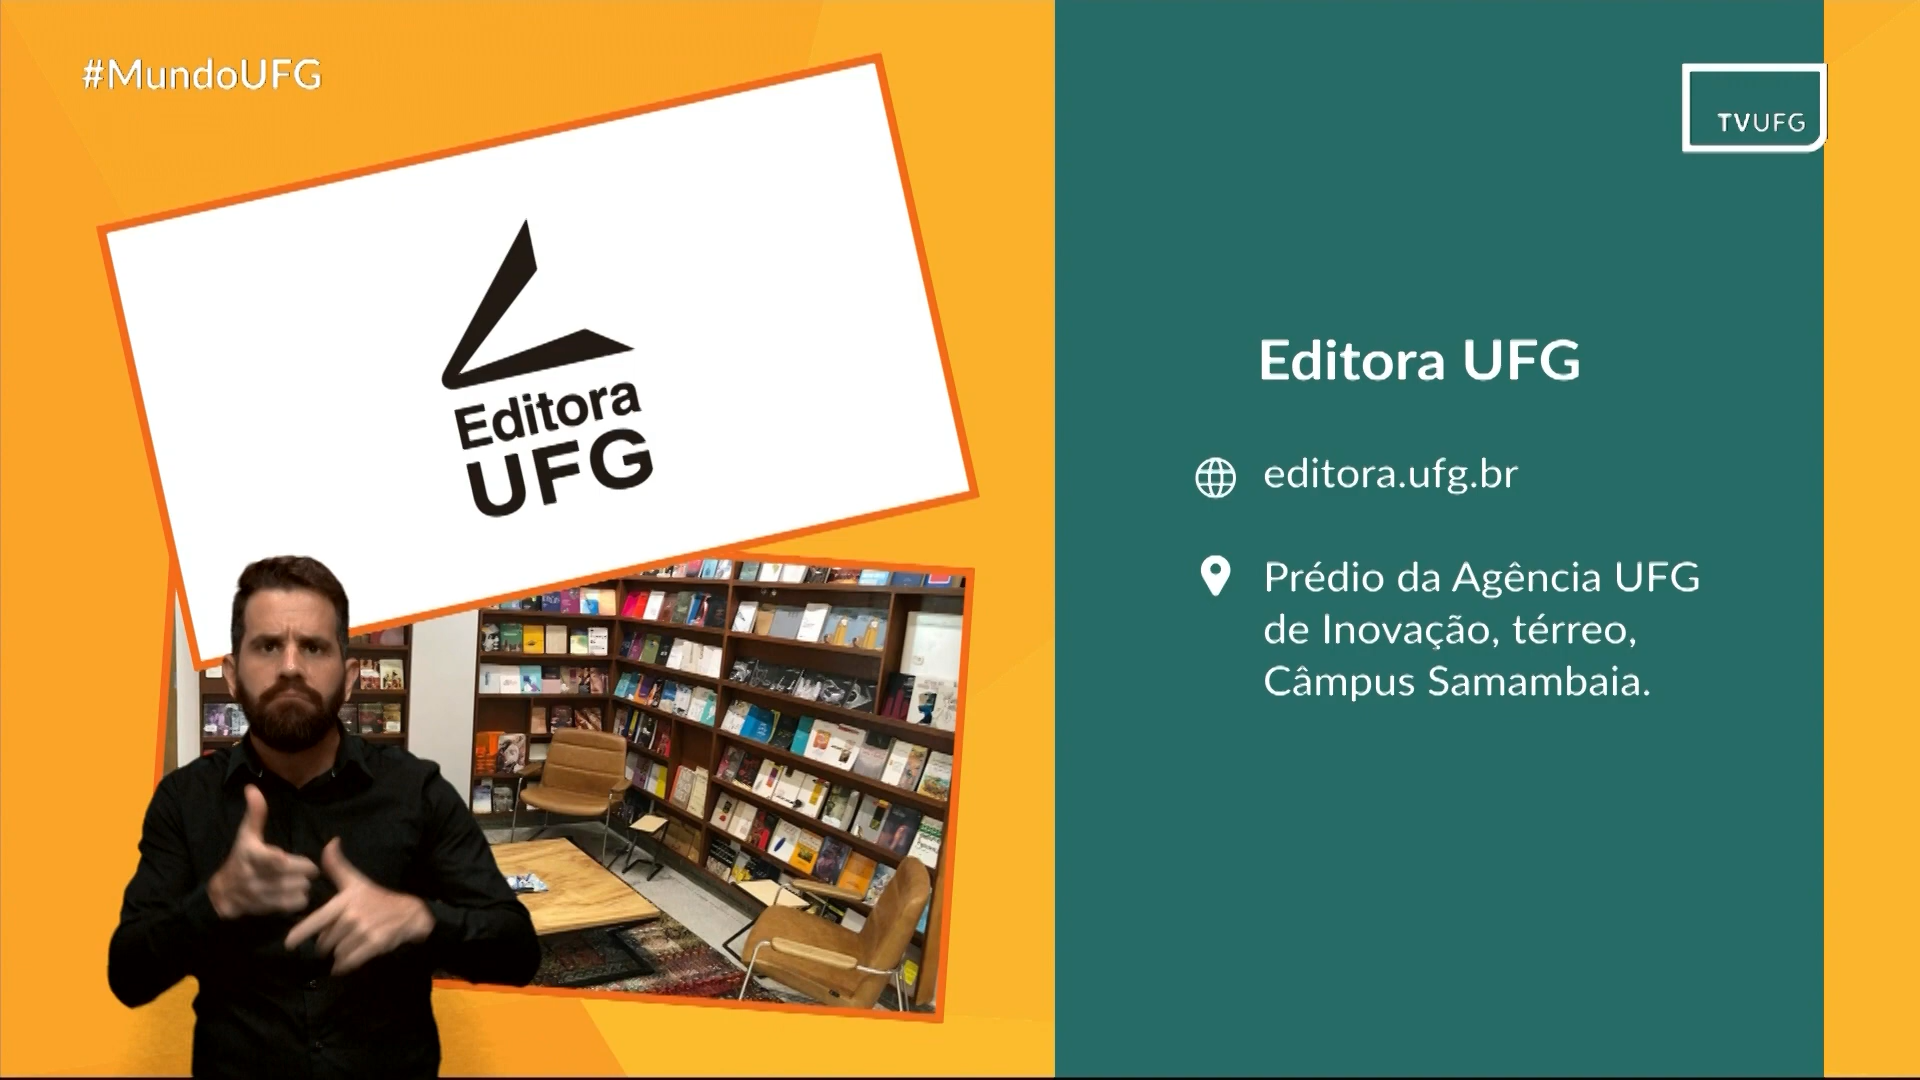 #MundoUFG
TVUFG
Editora
UFG
Editora UFG
editora.ufg.br
Prédio da Agência UFG
de Inovação, térreo,
Câmpus Samambaia.